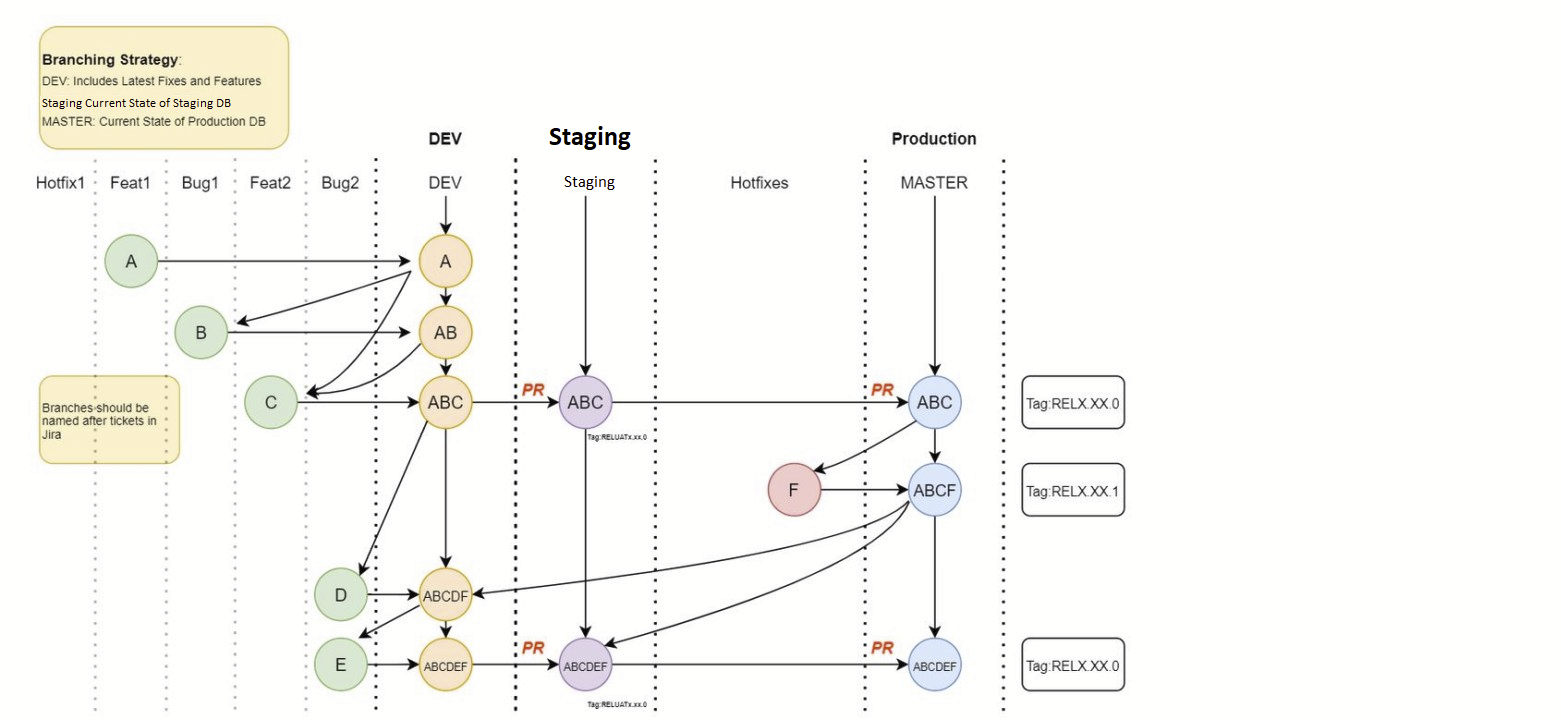 Branching Strategy:
DEV: Includes Latest Fixes and Features
Staging Current State of Staging DB
MASTER: Current State of Production DB
DEV
Staging
Production
Hotfix1
Feat1
Bug1
Feat2
Bug2
DEV
Staging
Hotfixes
MASTER
A
A
B
AB
Branches should be
named after tickets in
Jira
C
ABC
PR
ABC
PR
ABC
Tag:RELX.XX.0
Tag:RELUATx.xx.0
F
ABCF
Tag:RELX.XX.1
D
ABCDF
E
ABCDEF
PR
ABCDEF
PR
ABCDEF
Tag:RELX.XX.0
Tag:RELUATx.xx.0